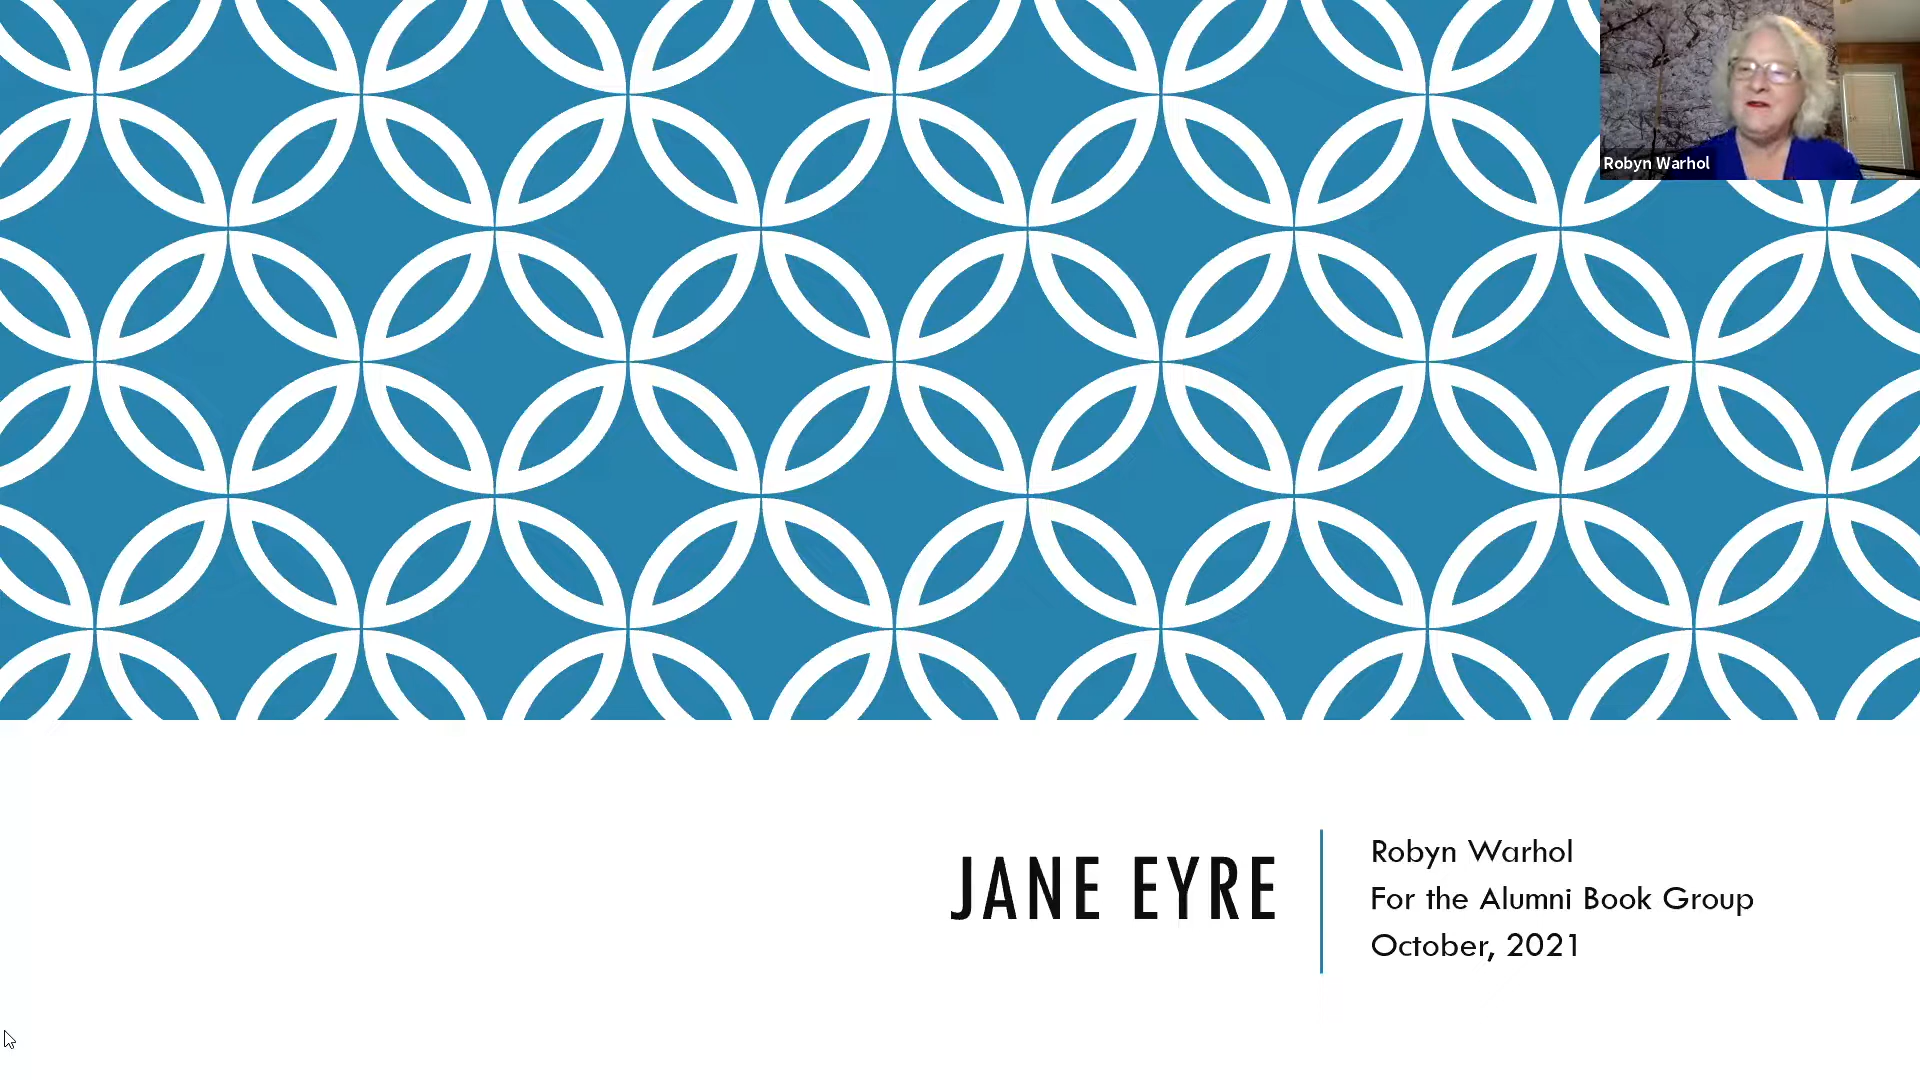 Robyn Warhol
JANE EYRE
Robyn Warhol
For the Alumni Book Group
October, 2021